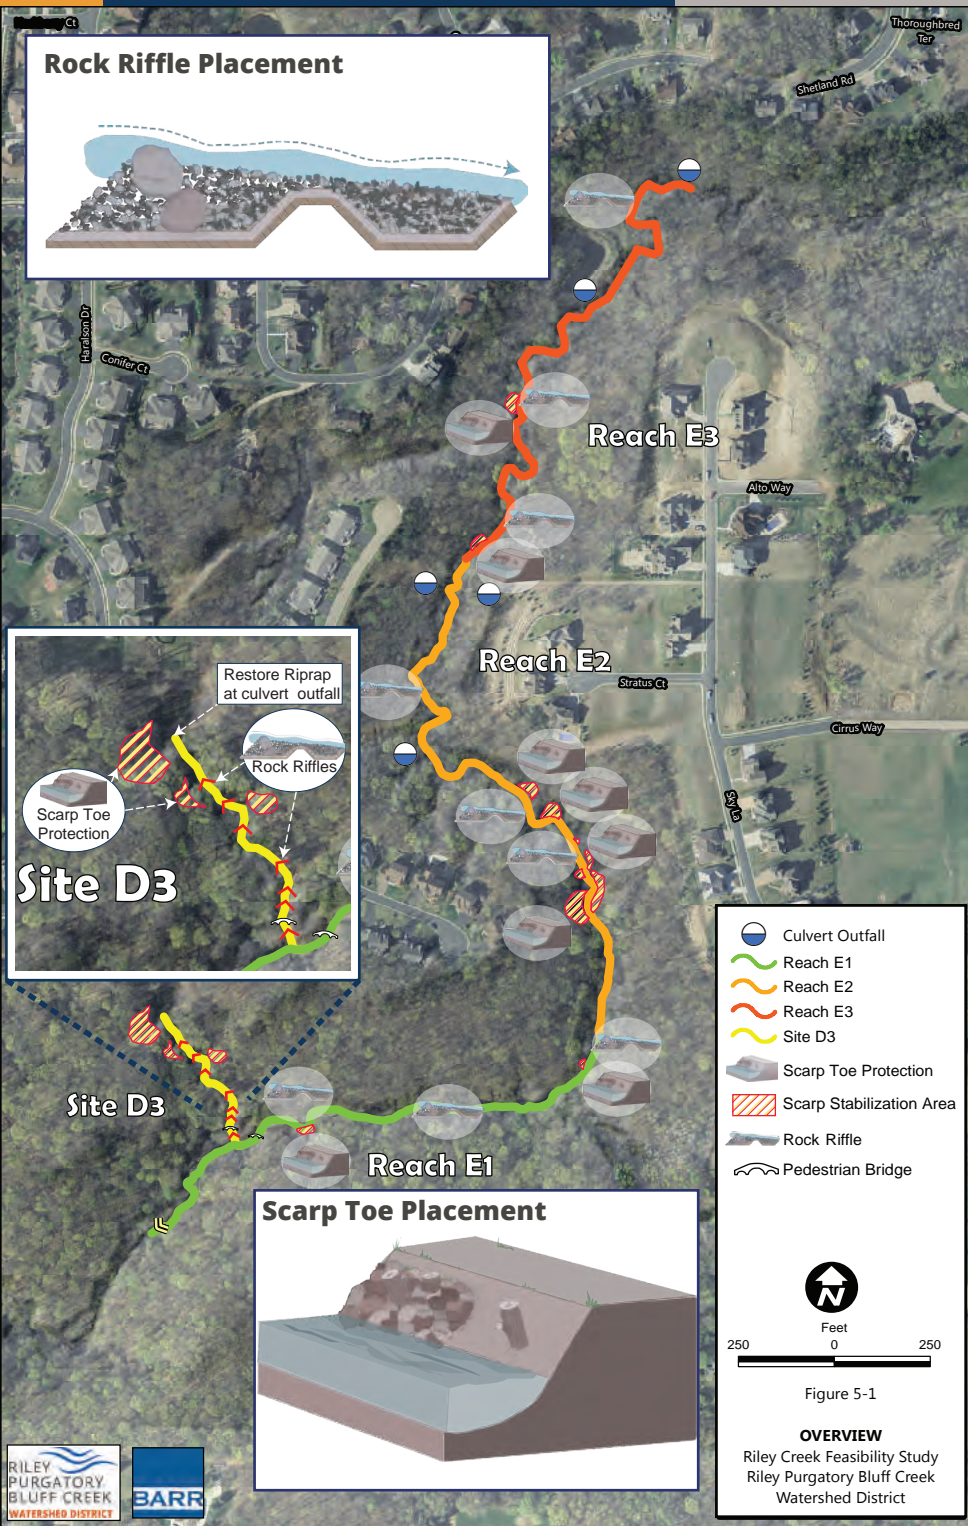 Ct
Thoroughbred
Ter
Rock Riffle Placement
Shetland Rd
Haralson Dr
Conifer Ct
Reach E3
Alto Way
Reach E2
Stratus Ct
Cirrus Way
Sky La
Restore Riprap
at culvert outfall
Rock Riffles
Scarp Toe
Protection
Site D3
Culvert Outfall
Reach E1
Reach E2
Reach E3
Site D3
Scarp Toe Protection
Scarp Stabilization Area
Rock Riffle
Pedestrian Bridge
Site D3
Reach E1
Scarp Toe Placement
N
Feet
250 0 250
Figure 5-1
OVERVIEW
Riley Creek Feasibility Study
Riley Purgatory Bluff Creek
Watershed District
RILEY
PURGATORY
BLUFF CREEK
WATERSHED DISTRICT
BARR